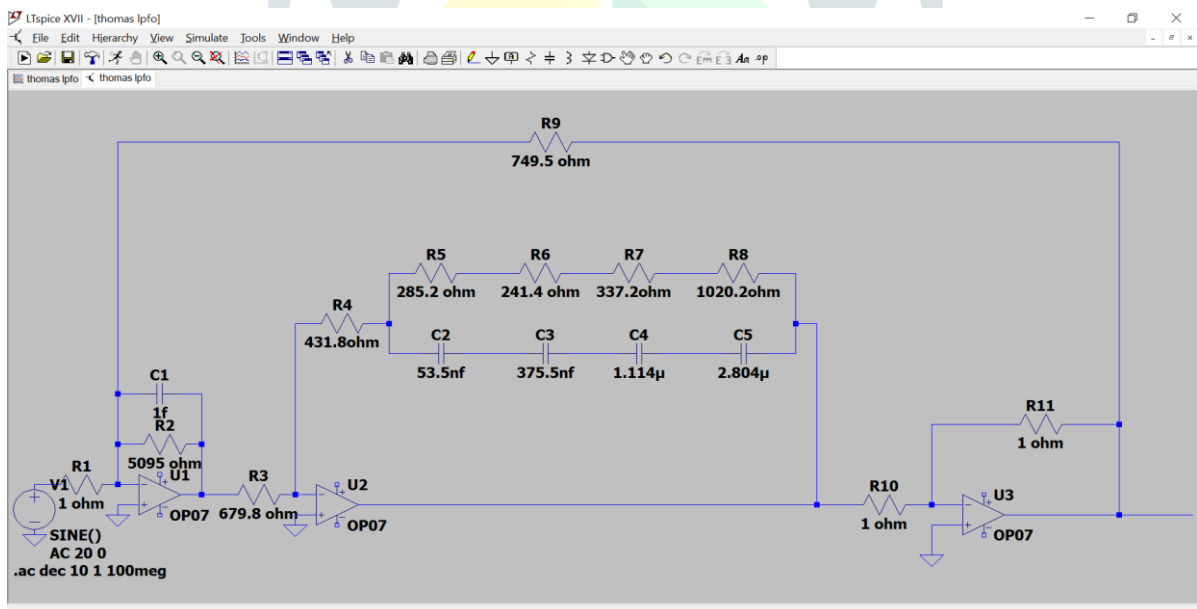 LTspice XVII - [thomas lpfo]
File Edit Hierarchy View Simulate Tools Window Help
thomas lpfo thomas lpfo
R9
749.5 ohm
R5 R6 R7 R8
285.2 ohm 241.4 ohm 337.2ohm 1020.2ohm
R4
431.8ohm
C2 C3 C4 C5
53.5nf 375.5nf 1.114µ 2.804µ
C1
1f
R2
5095 ohm
R11
1 ohm
R1
1 ohm
V1
U1
OP07
R3
679.8 ohm
U2
OP07
R10
1 ohm
U3
OP07
SINE()
AC 20 0
.ac dec 10 1 100meg